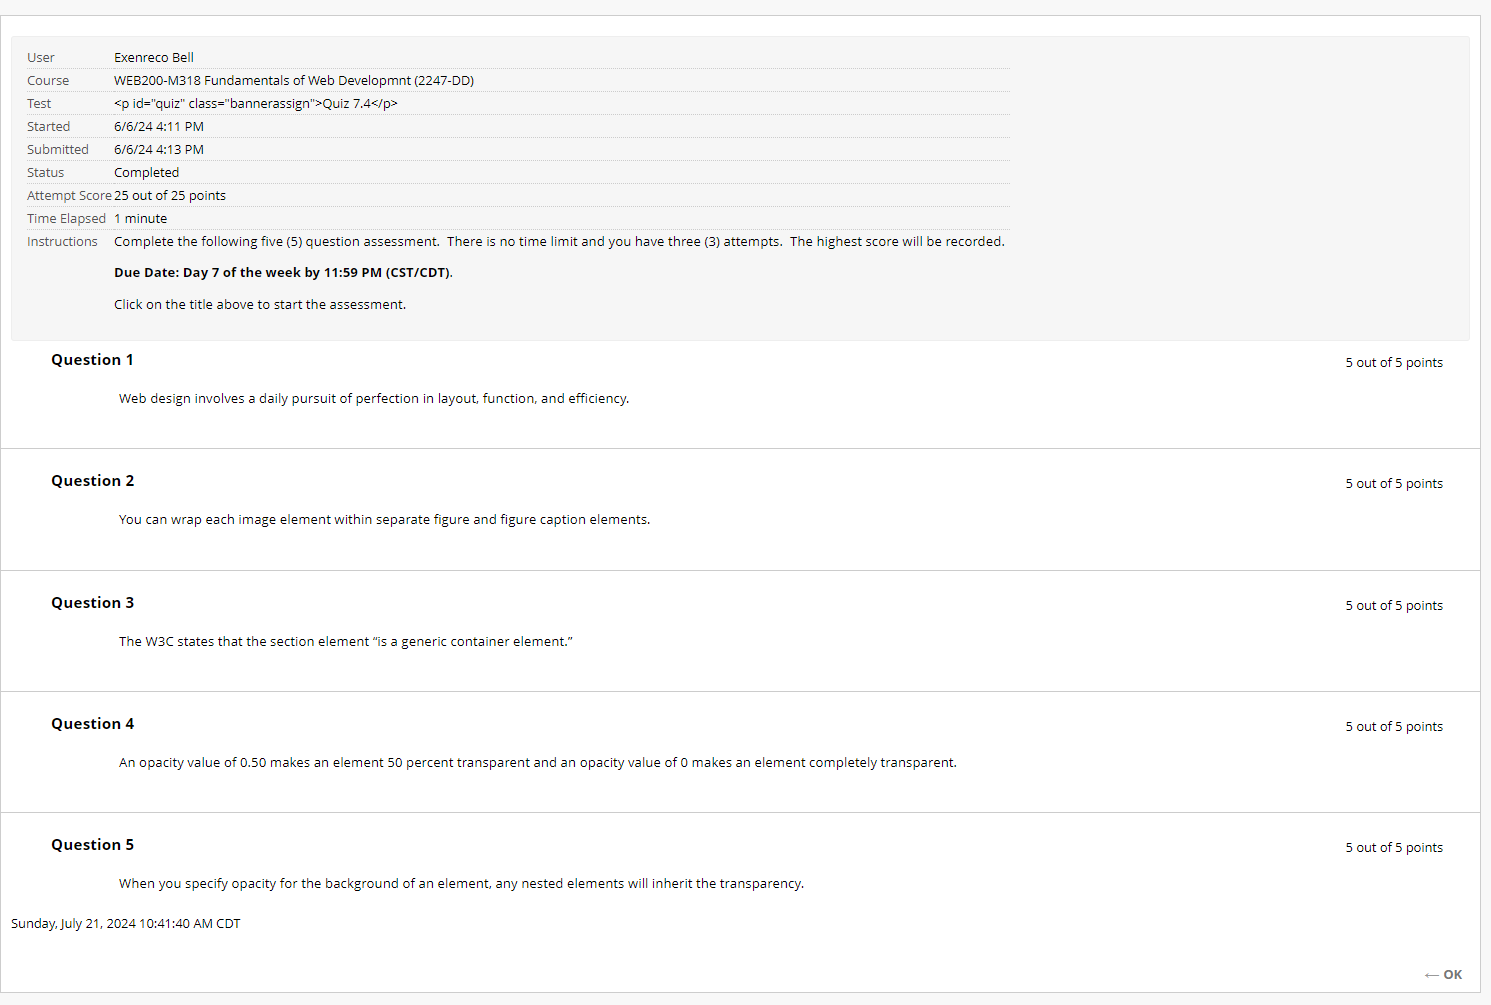 User Exenreco Bell
Course WEB200-M318 Fundamentals of Web Developmnt (2247-DD)
Test <p id="quiz" class="bannerassign">Quiz 7.4</p>
Started 6/6/24 4:11 PM
Submitted 6/6/24 4:13 PM
Status Completed
Attempt Score 25 out of 25 points
Time Elapsed 1 minute
Instructions Complete the following five (5) question assessment.  There is no time limit and you have three (3) attempts.  The highest score will be recorded.
Due Date: Day 7 of the week by 11:59 PM (CST/CDT).
Click on the title above to start the assessment.
Question 1 5 out of 5 points
Web design involves a daily pursuit of perfection in layout, function, and efficiency.
Question 2 5 out of 5 points
You can wrap each image element within separate figure and figure caption elements.
Question 3 5 out of 5 points
The W3C states that the section element “is a generic container element.”
Question 4 5 out of 5 points
An opacity value of 0.50 makes an element 50 percent transparent and an opacity value of 0 makes an element completely transparent.
Question 5 5 out of 5 points
When you specify opacity for the background of an element, any nested elements will inherit the transparency.
Sunday, July 21, 2024 10:41:40 AM CDT
← OK